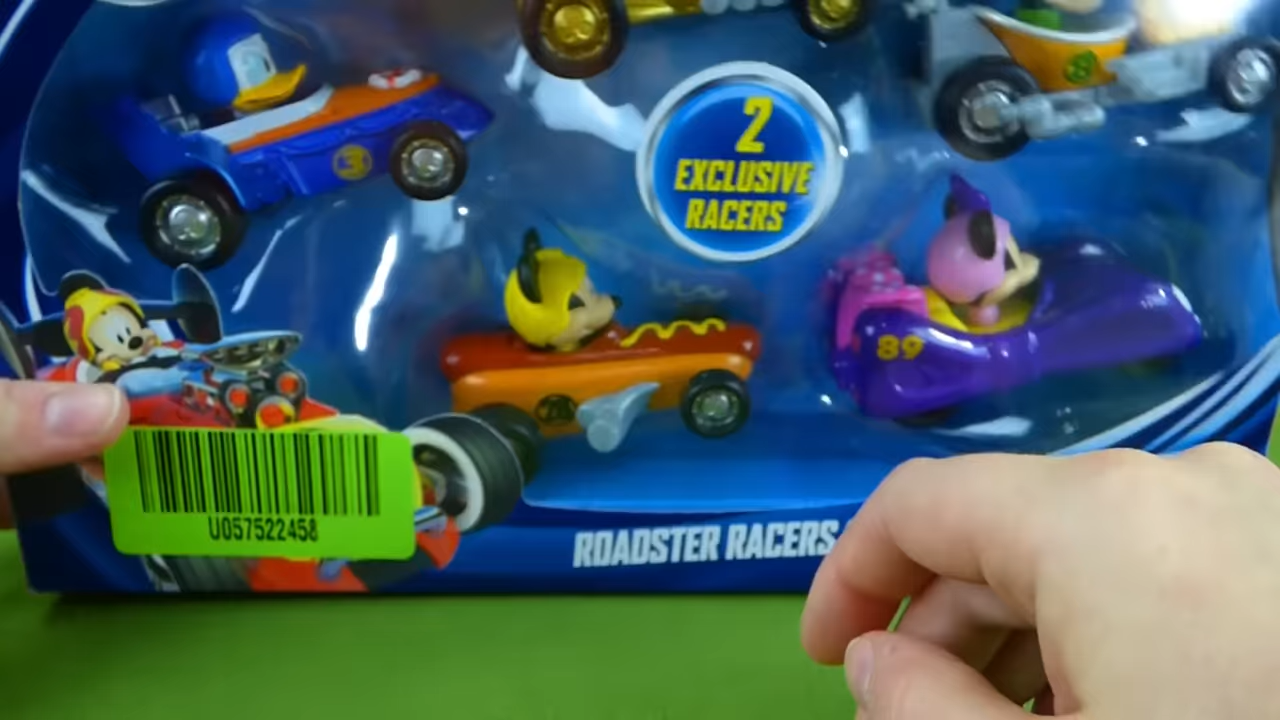 3
2
EXCLUSIVE
RACERS
89
U057522458
ROADSTER RACERS